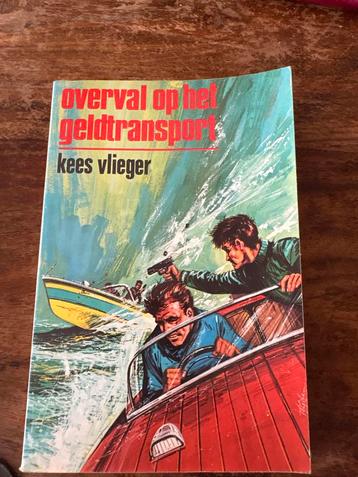 overval op het
geldtransport
kees vlieger